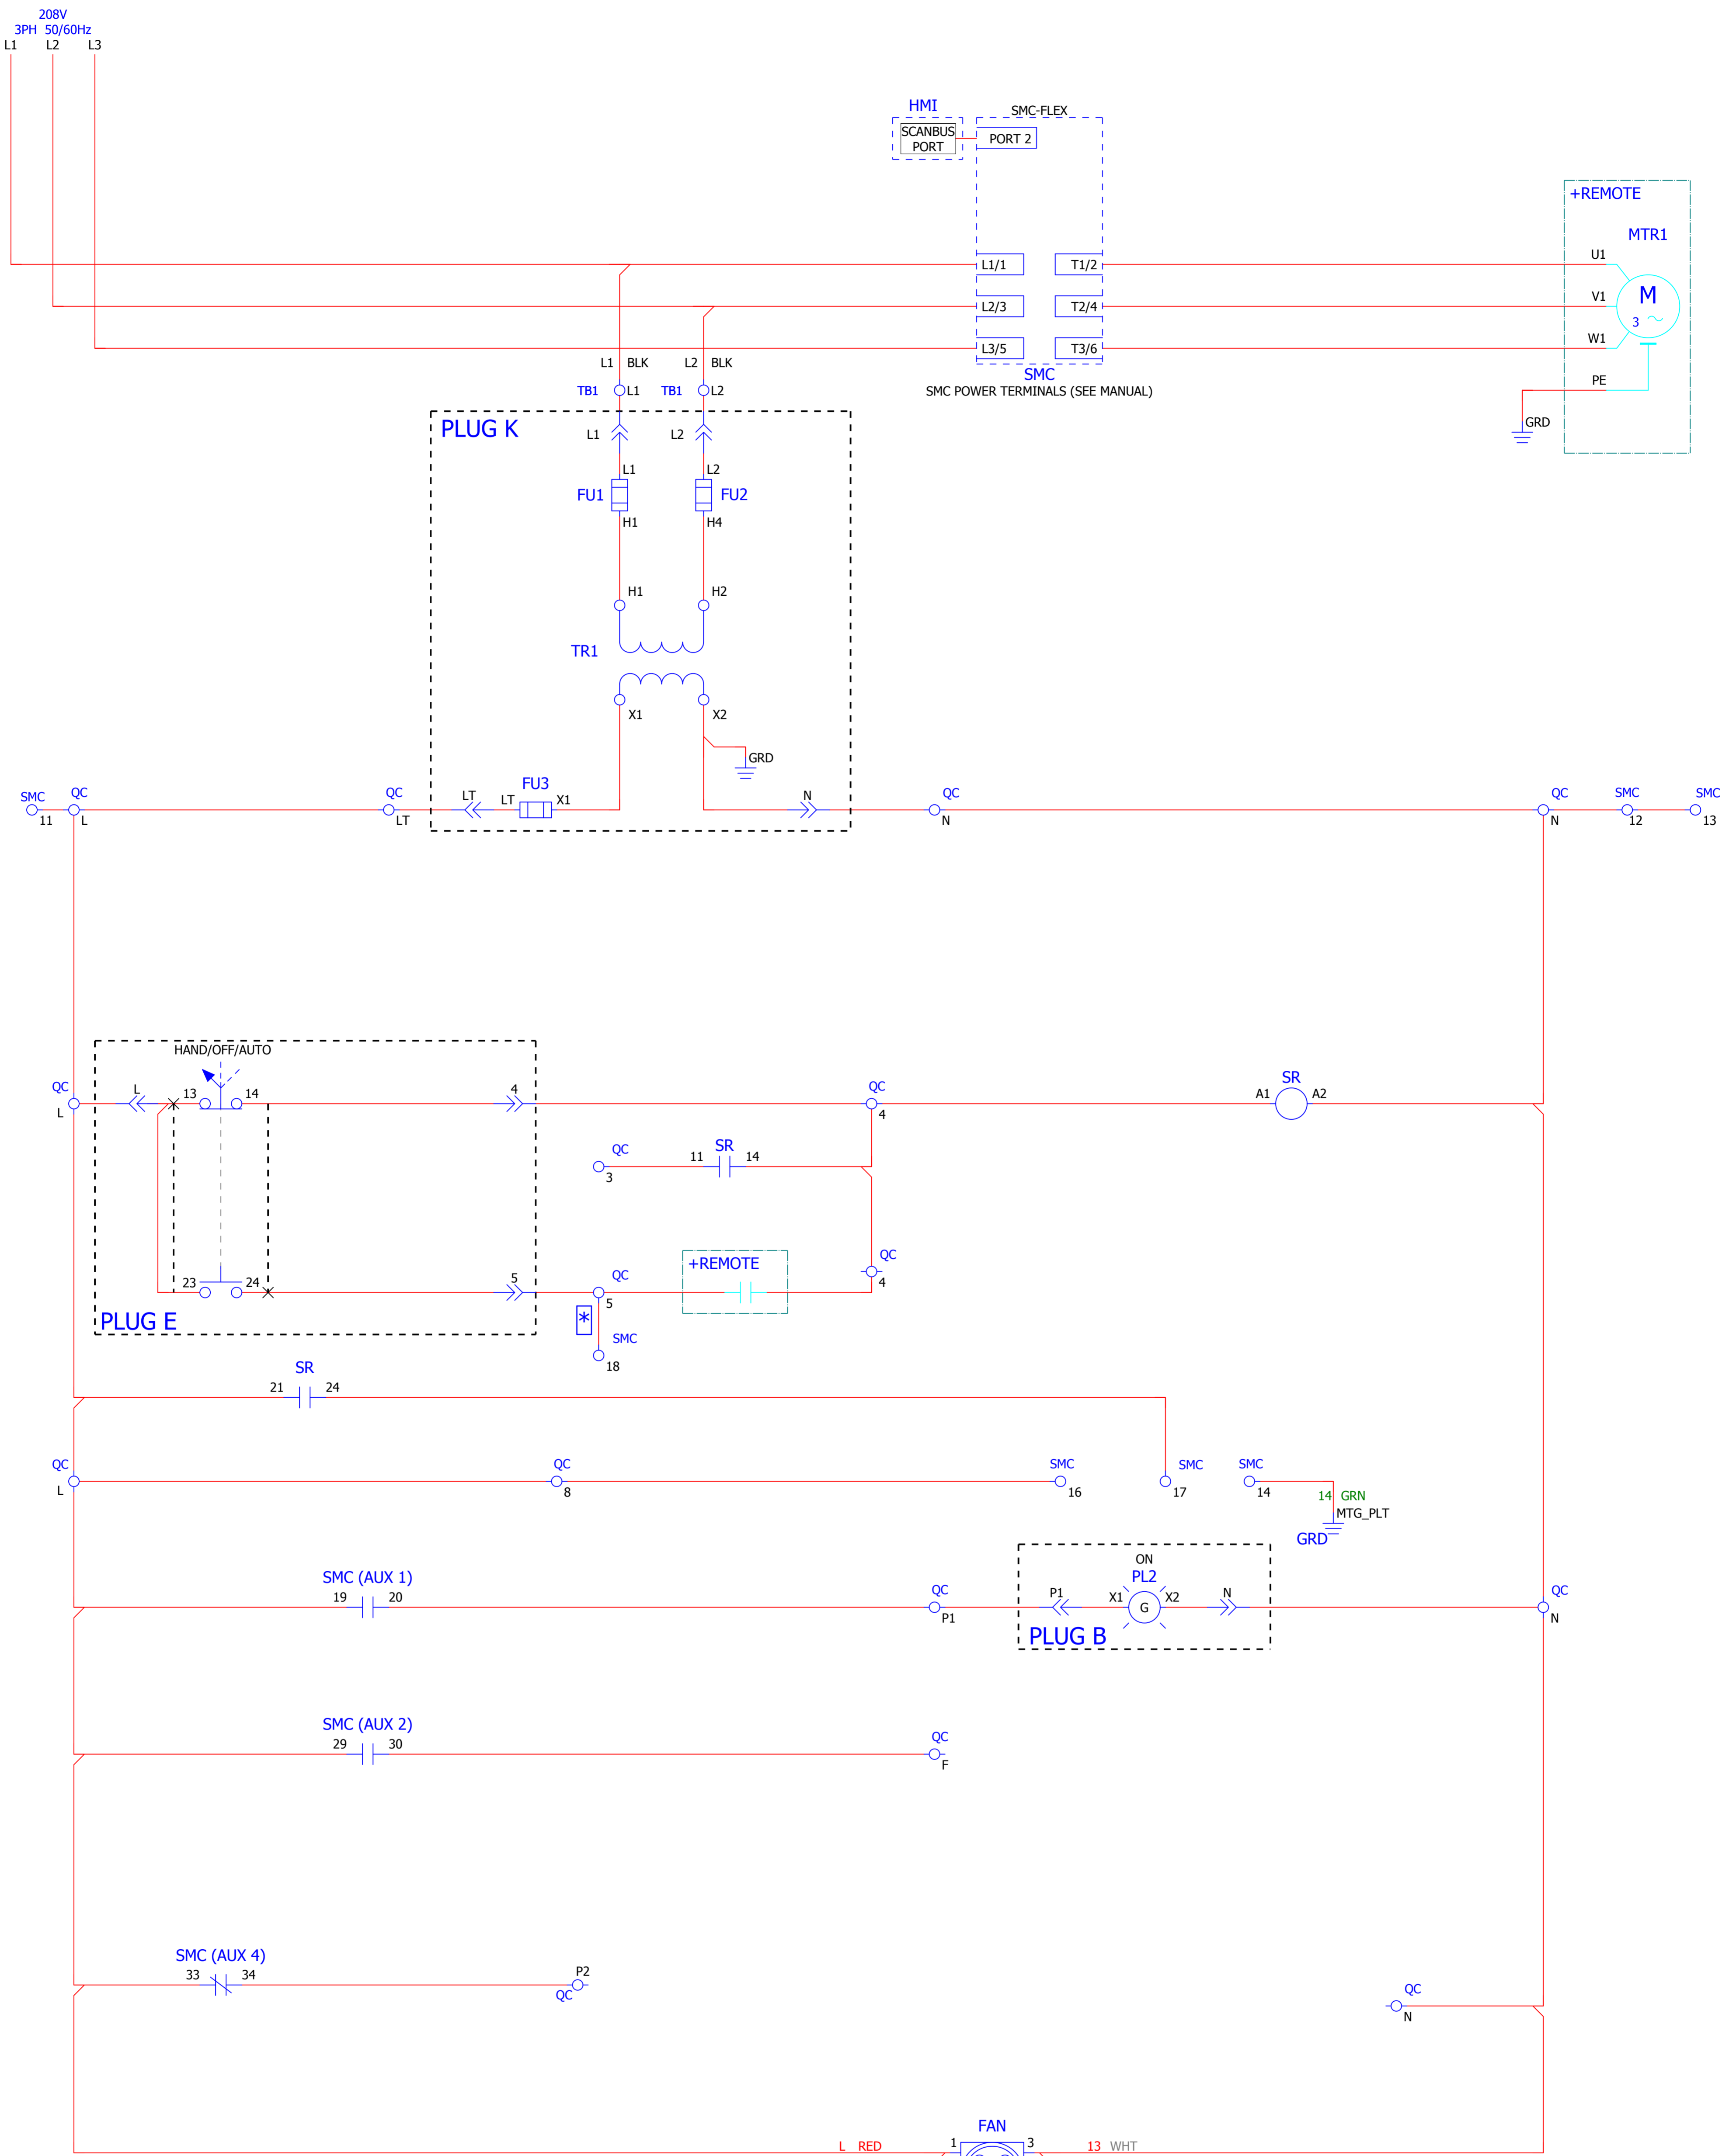 208V
3PH 50/60Hz
L1 L2 L3
HMI
SMC-FLEX
SCANBUS
PORT
PORT 2
+REMOTE
MTR1
U1
L1/1 T1/2
V1 M
L2/3 T2/4
3
W1
L3/5 T3/6
L1 BLK L2 BLK
SMC
PE
TB1 L1 TB1 L2
SMC POWER TERMINALS (SEE MANUAL)
GRD
PLUG K
L1 L2
L1 L2
FU1 FU2
H1 H4
H1 H2
TR1
X1 X2
GRD
FU3
SMC QC QC LT LT X1 N QC QC SMC SMC
11 L LT N N 12 13
HAND/OFF/AUTO
QC L 13 14 4 QC SR
A1 A2
L 4
QC 11 SR 14
3
QC
+REMOTE
4
23 24 5 QC
5
PLUG E * SMC
18
SR
21 24
QC QC SMC SMC SMC
L 8 16 17 14
14 GRN
MTG_PLT
GRD
ON
SMC (AUX 1) PL2
19 20 QC P1 X1 G X2 N QC
P1 N
PLUG B
SMC (AUX 2)
29 30 QC
F
SMC (AUX 4)
33 34 P2
QC
QC
N
FAN
L RED 1 3 13 WHT